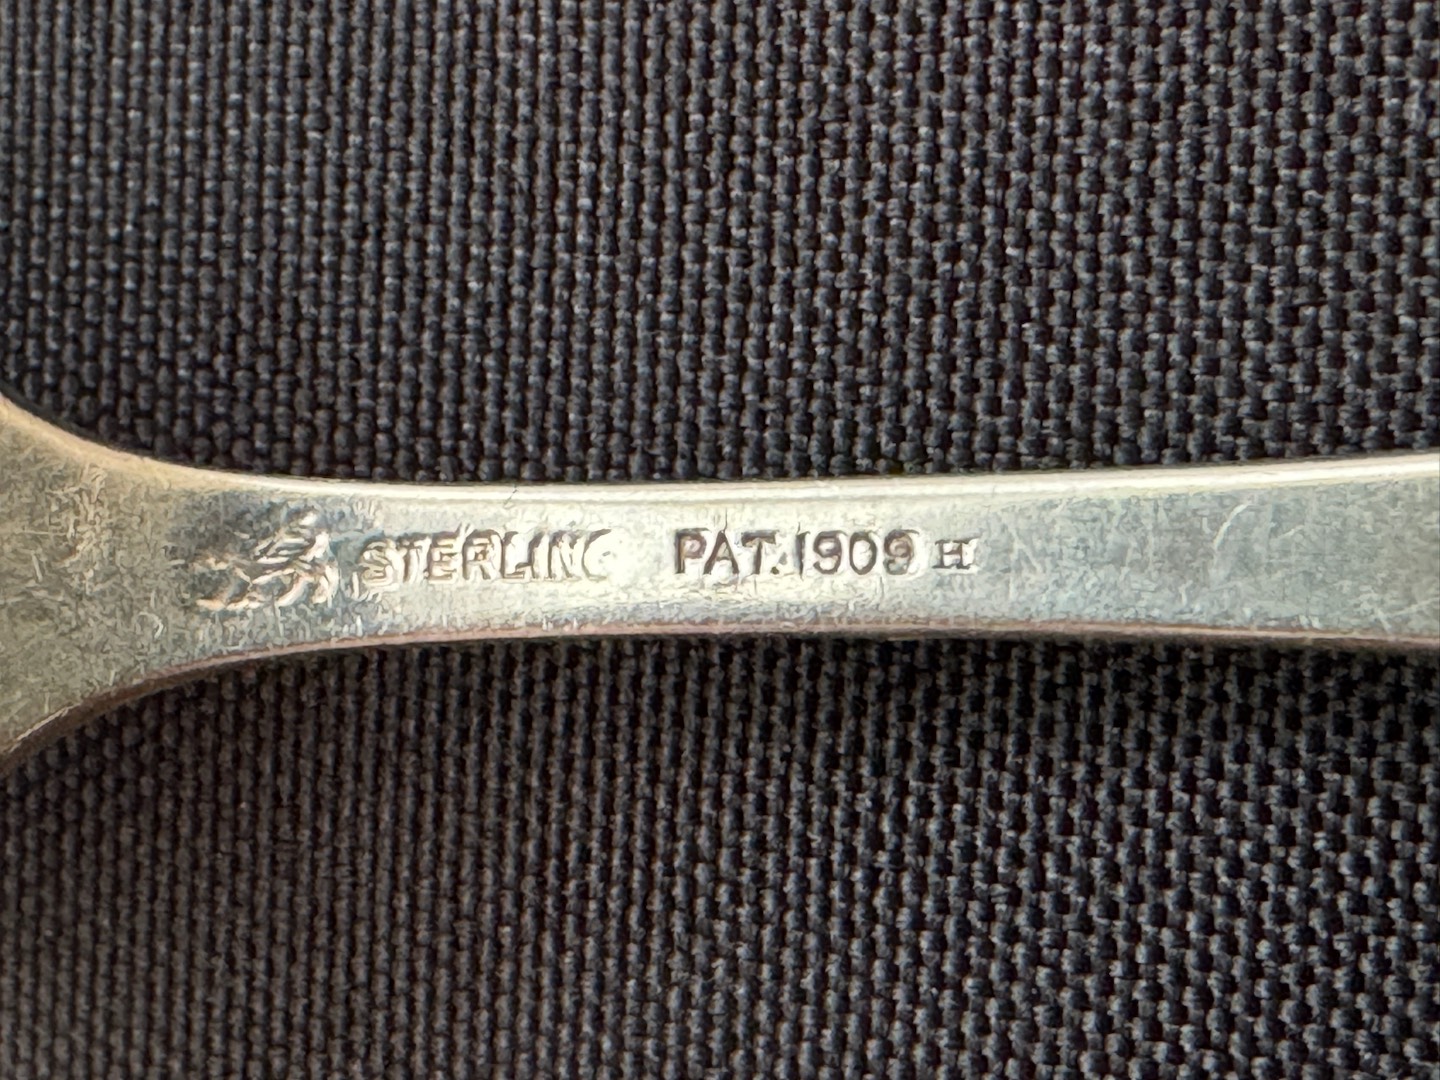 STERLING PAT. 1909 H